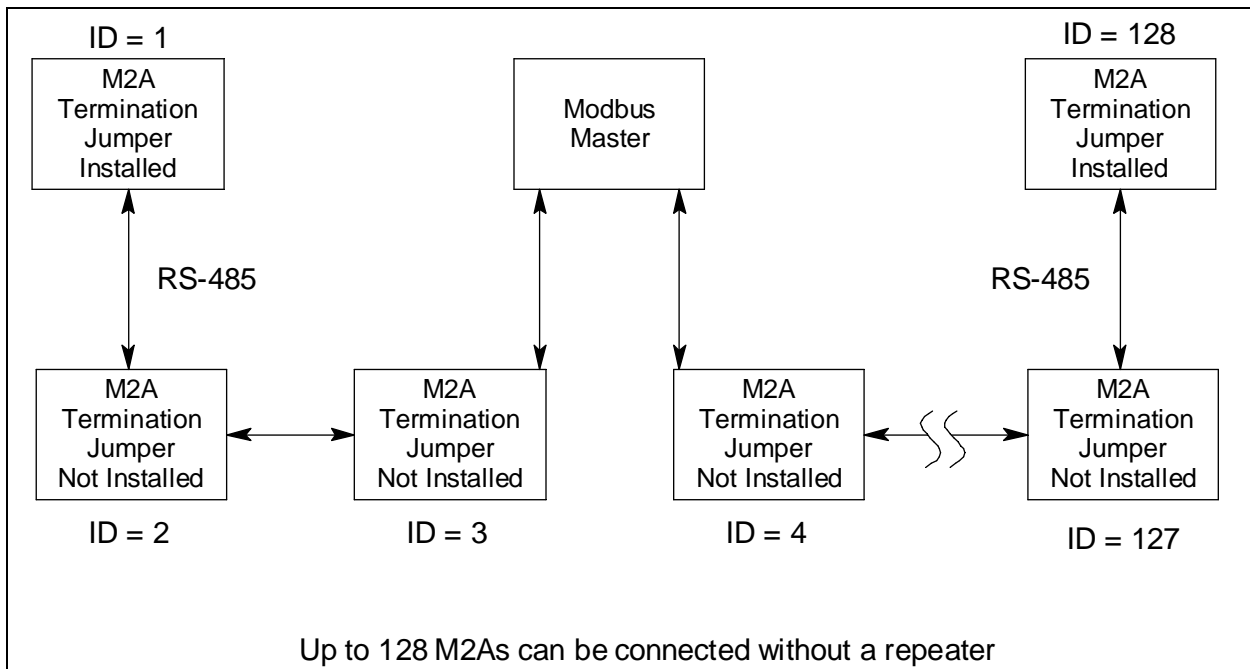 ID = 1
M2A
Termination
Jumper
Installed
Modbus
Master
ID = 128
M2A
Termination
Jumper
Installed
RS-485
RS-485
M2A
Termination
Jumper
Not Installed
ID = 2
M2A
Termination
Jumper
Not Installed
ID = 3
M2A
Termination
Jumper
Not Installed
ID = 4
M2A
Termination
Jumper
Not Installed
ID = 127
Up to 128 M2As can be connected without a repeater